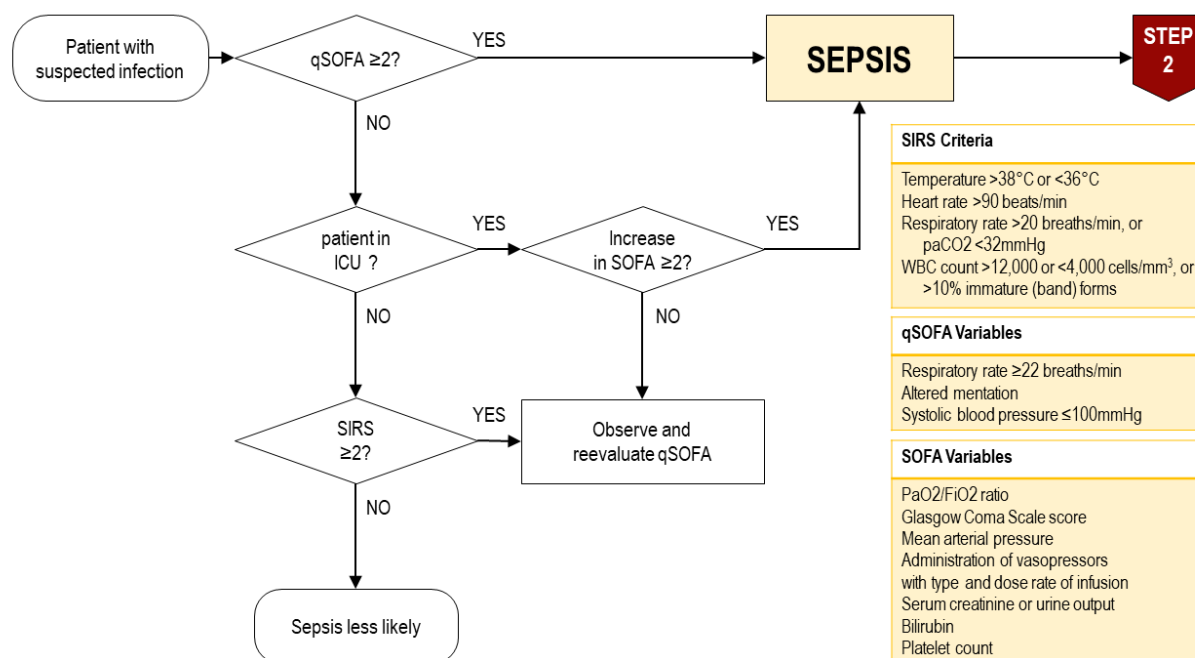 Patient with
suspected infection
qSOFA ≥2?
YES
SEPSIS
STEP
2
NO
patient in
ICU ?
YES
Increase
in SOFA ≥2?
YES
NO
NO
SIRS
≥2?
YES
Observe and
reevaluate qSOFA
NO
Sepsis less likely
SIRS Criteria
Temperature >38°C or <36°C
Heart rate >90 beats/min
Respiratory rate >20 breaths/min, or
paCO2 <32mmHg
WBC count >12,000 or <4,000 cells/mm³, or
>10% immature (band) forms
qSOFA Variables
Respiratory rate ≥22 breaths/min
Altered mentation
Systolic blood pressure ≤100mmHg
SOFA Variables
PaO2/FiO2 ratio
Glasgow Coma Scale score
Mean arterial pressure
Administration of vasopressors
with type and dose rate of infusion
Serum creatinine or urine output
Bilirubin
Platelet count